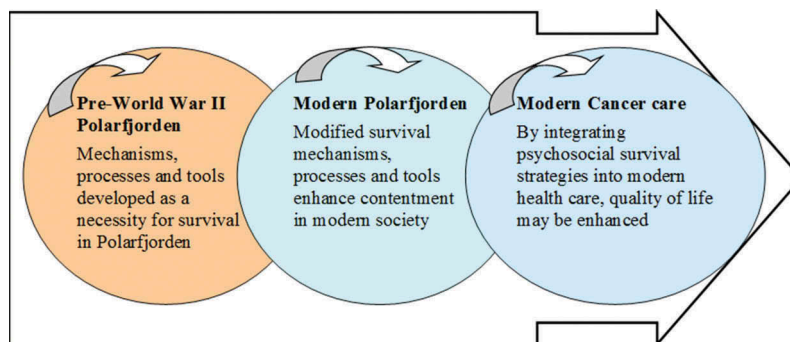 Pre-World War II
Polarfjorden
Mechanisms,
processes and tools
developed as a
necessity for survival
in Polarfjorden
Modern Polarfjorden
Modified survival
mechanisms,
processes and tools
enhance contentment
in modern society
Modern Cancer care
By integrating
psychosocial survival
strategies into modern
health care, quality of life
may be enhanced